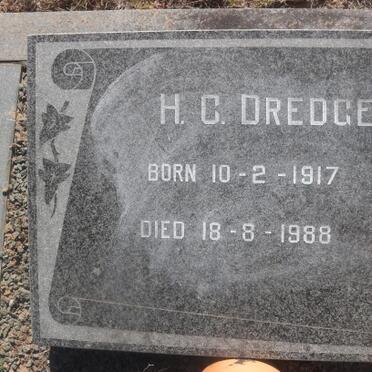 H. C. DREDGE
BORN 10-2-1917
DIED 18-8-1988